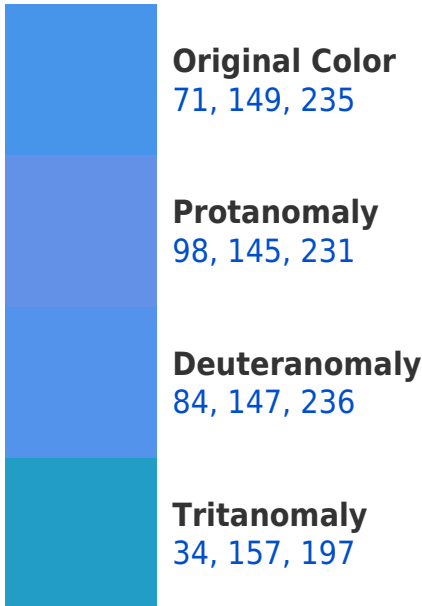 Original Color
71, 149, 235
Protanomaly
98, 145, 231
Deuteranomaly
84, 147, 236
Tritanomaly
34, 157, 197